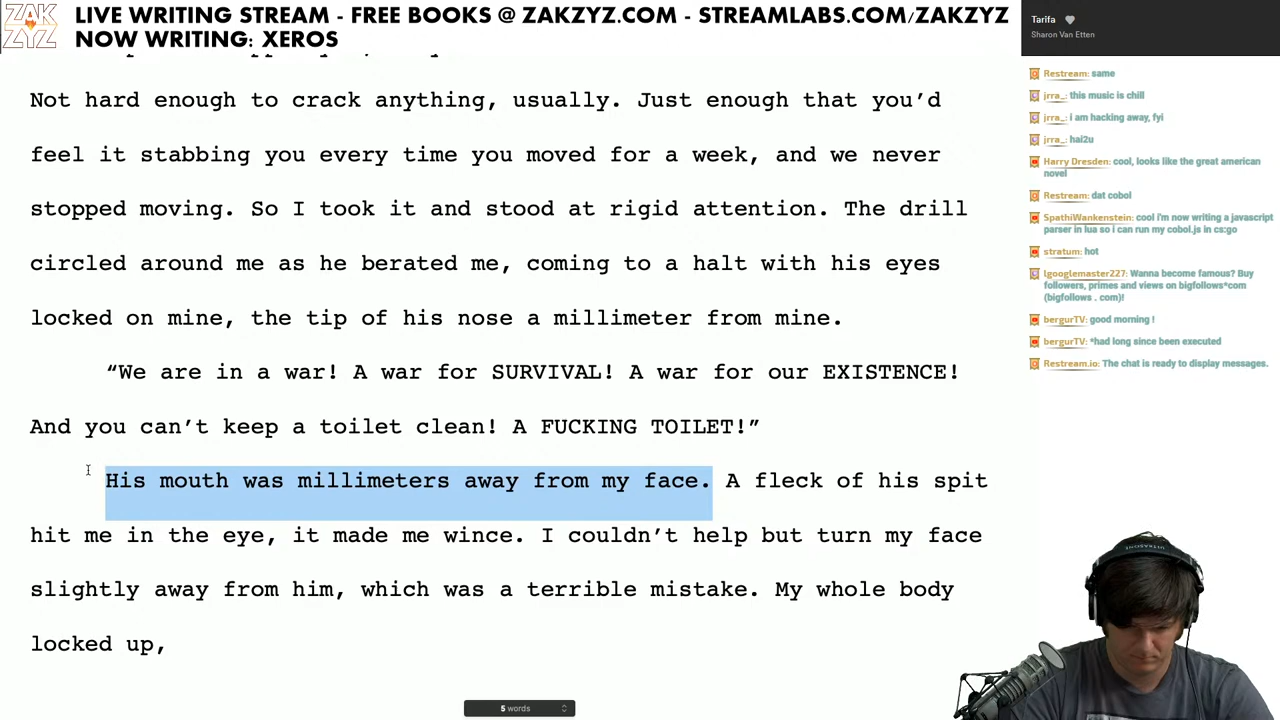 ZAK
ZYZ
LIVE WRITING STREAM - FREE BOOKS @ ZAKZYZ.COM - STREAMLABS.COM/ZAKZYZ
NOW WRITING: XEROS
Not hard enough to crack anything, usually. Just enough that you’d
feel it stabbing you every time you moved for a week, and we never
stopped moving. So I took it and stood at rigid attention. The drill
circled around me as he berated me, coming to a halt with his eyes
locked on mine, the tip of his nose a millimeter from mine.
“We are in a war! A war for SURVIVAL! A war for our EXISTENCE!
And you can’t keep a toilet clean! A FUCKING TOILET!”
His mouth was millimeters away from my face. A fleck of his spit
hit me in the eye, it made me wince. I couldn’t help but turn my face
slightly away from him, which was a terrible mistake. My whole body
locked up,
5 words
Tarifa
Sharon Van Etten
Restream: same
jrra_: this music is chill
jrra_: i am hacking away, fyi
jrra_: hai2u
Harry Dresden: cool, looks like the great american
novel
Restream: dat cobol
SpathiWankenstein: cool i'm now writing a javascript
parser in lua so i can run my cobol.js in cs:go
stratum: hot
lgooglemaster227: Wanna become famous? Buy
followers, primes and views on bigfollows*com
(bigfollows . com)!
bergurTV: good morning !
bergurTV: *had long since been executed
Restream.io: The chat is ready to display messages.